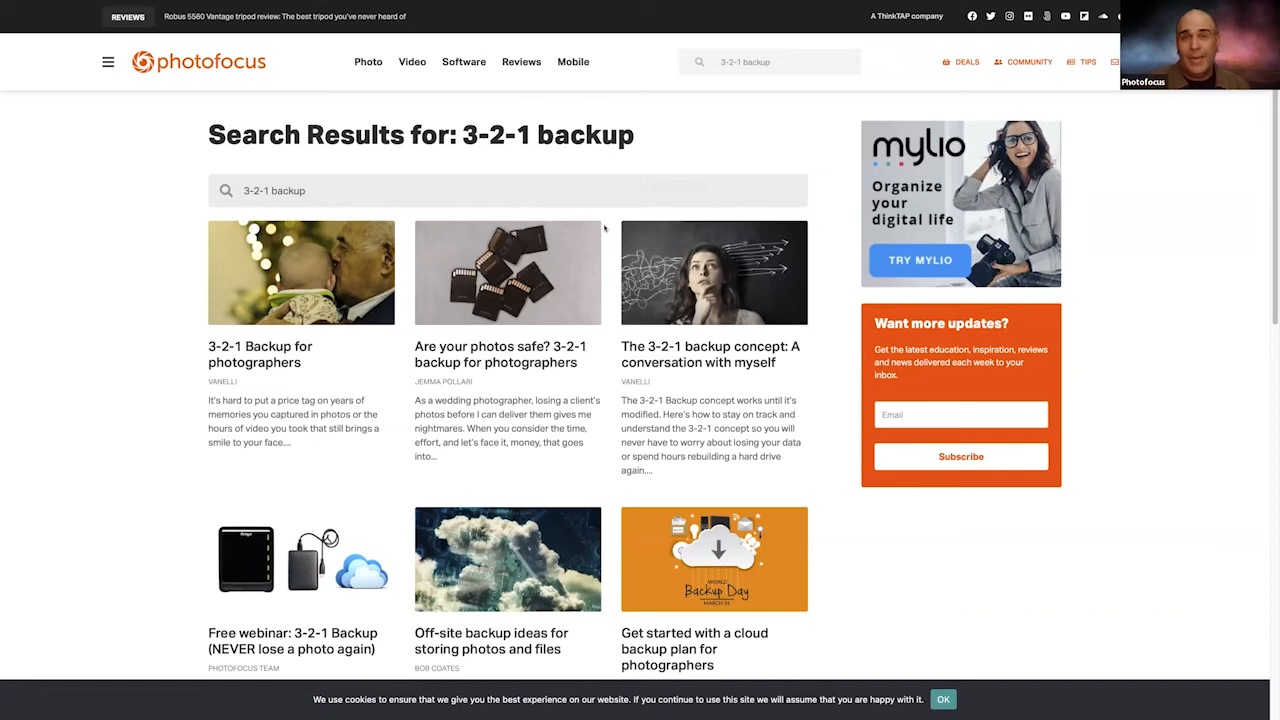 REVIEWS
Robus 5560 Vantage tripod review: The best tripod you've never heard of
A ThinkTAP company
photofocus
Photo
Video
Software
Reviews
Mobile
3-2-1 backup
DEALS
COMMUNITY
TIPS
Photofocus
Search Results for: 3-2-1 backup
3-2-1 backup
3-2-1 Backup for
photographers
VANELLI
It's hard to put a price tag on years of
memories you captured in photos or the
hours of video you took that still brings a
smile to your face....
Are your photos safe? 3-2-1
backup for photographers
JEMMA POLLARI
As a wedding photographer, losing a client's
photos before I can deliver them gives me
nightmares. When you consider the time,
effort, and let's face it, money, that goes
into...
The 3-2-1 backup concept: A
conversation with myself
VANELLI
The 3-2-1 Backup concept works until it's
modified. Here's how to stay on track and
understand the 3-2-1 concept so you will
never have to worry about losing your data
or spend hours rebuilding a hard drive
again....
mylio
Organize
your
digital life
TRY MYLIO
Want more updates?
Get the latest education, inspiration, reviews
and news delivered each week to your
inbox.
Email
Subscribe
Free webinar: 3-2-1 Backup
(NEVER lose a photo again)
PHOTOFOCUS TEAM
Off-site backup ideas for
storing photos and files
BOB COATES
WORLD
Backup Day
MARCH 31
Get started with a cloud
backup plan for
photographers
We use cookies to ensure that we give you the best experience on our website. If you continue to use this site we will assume that you are happy with it.
OK